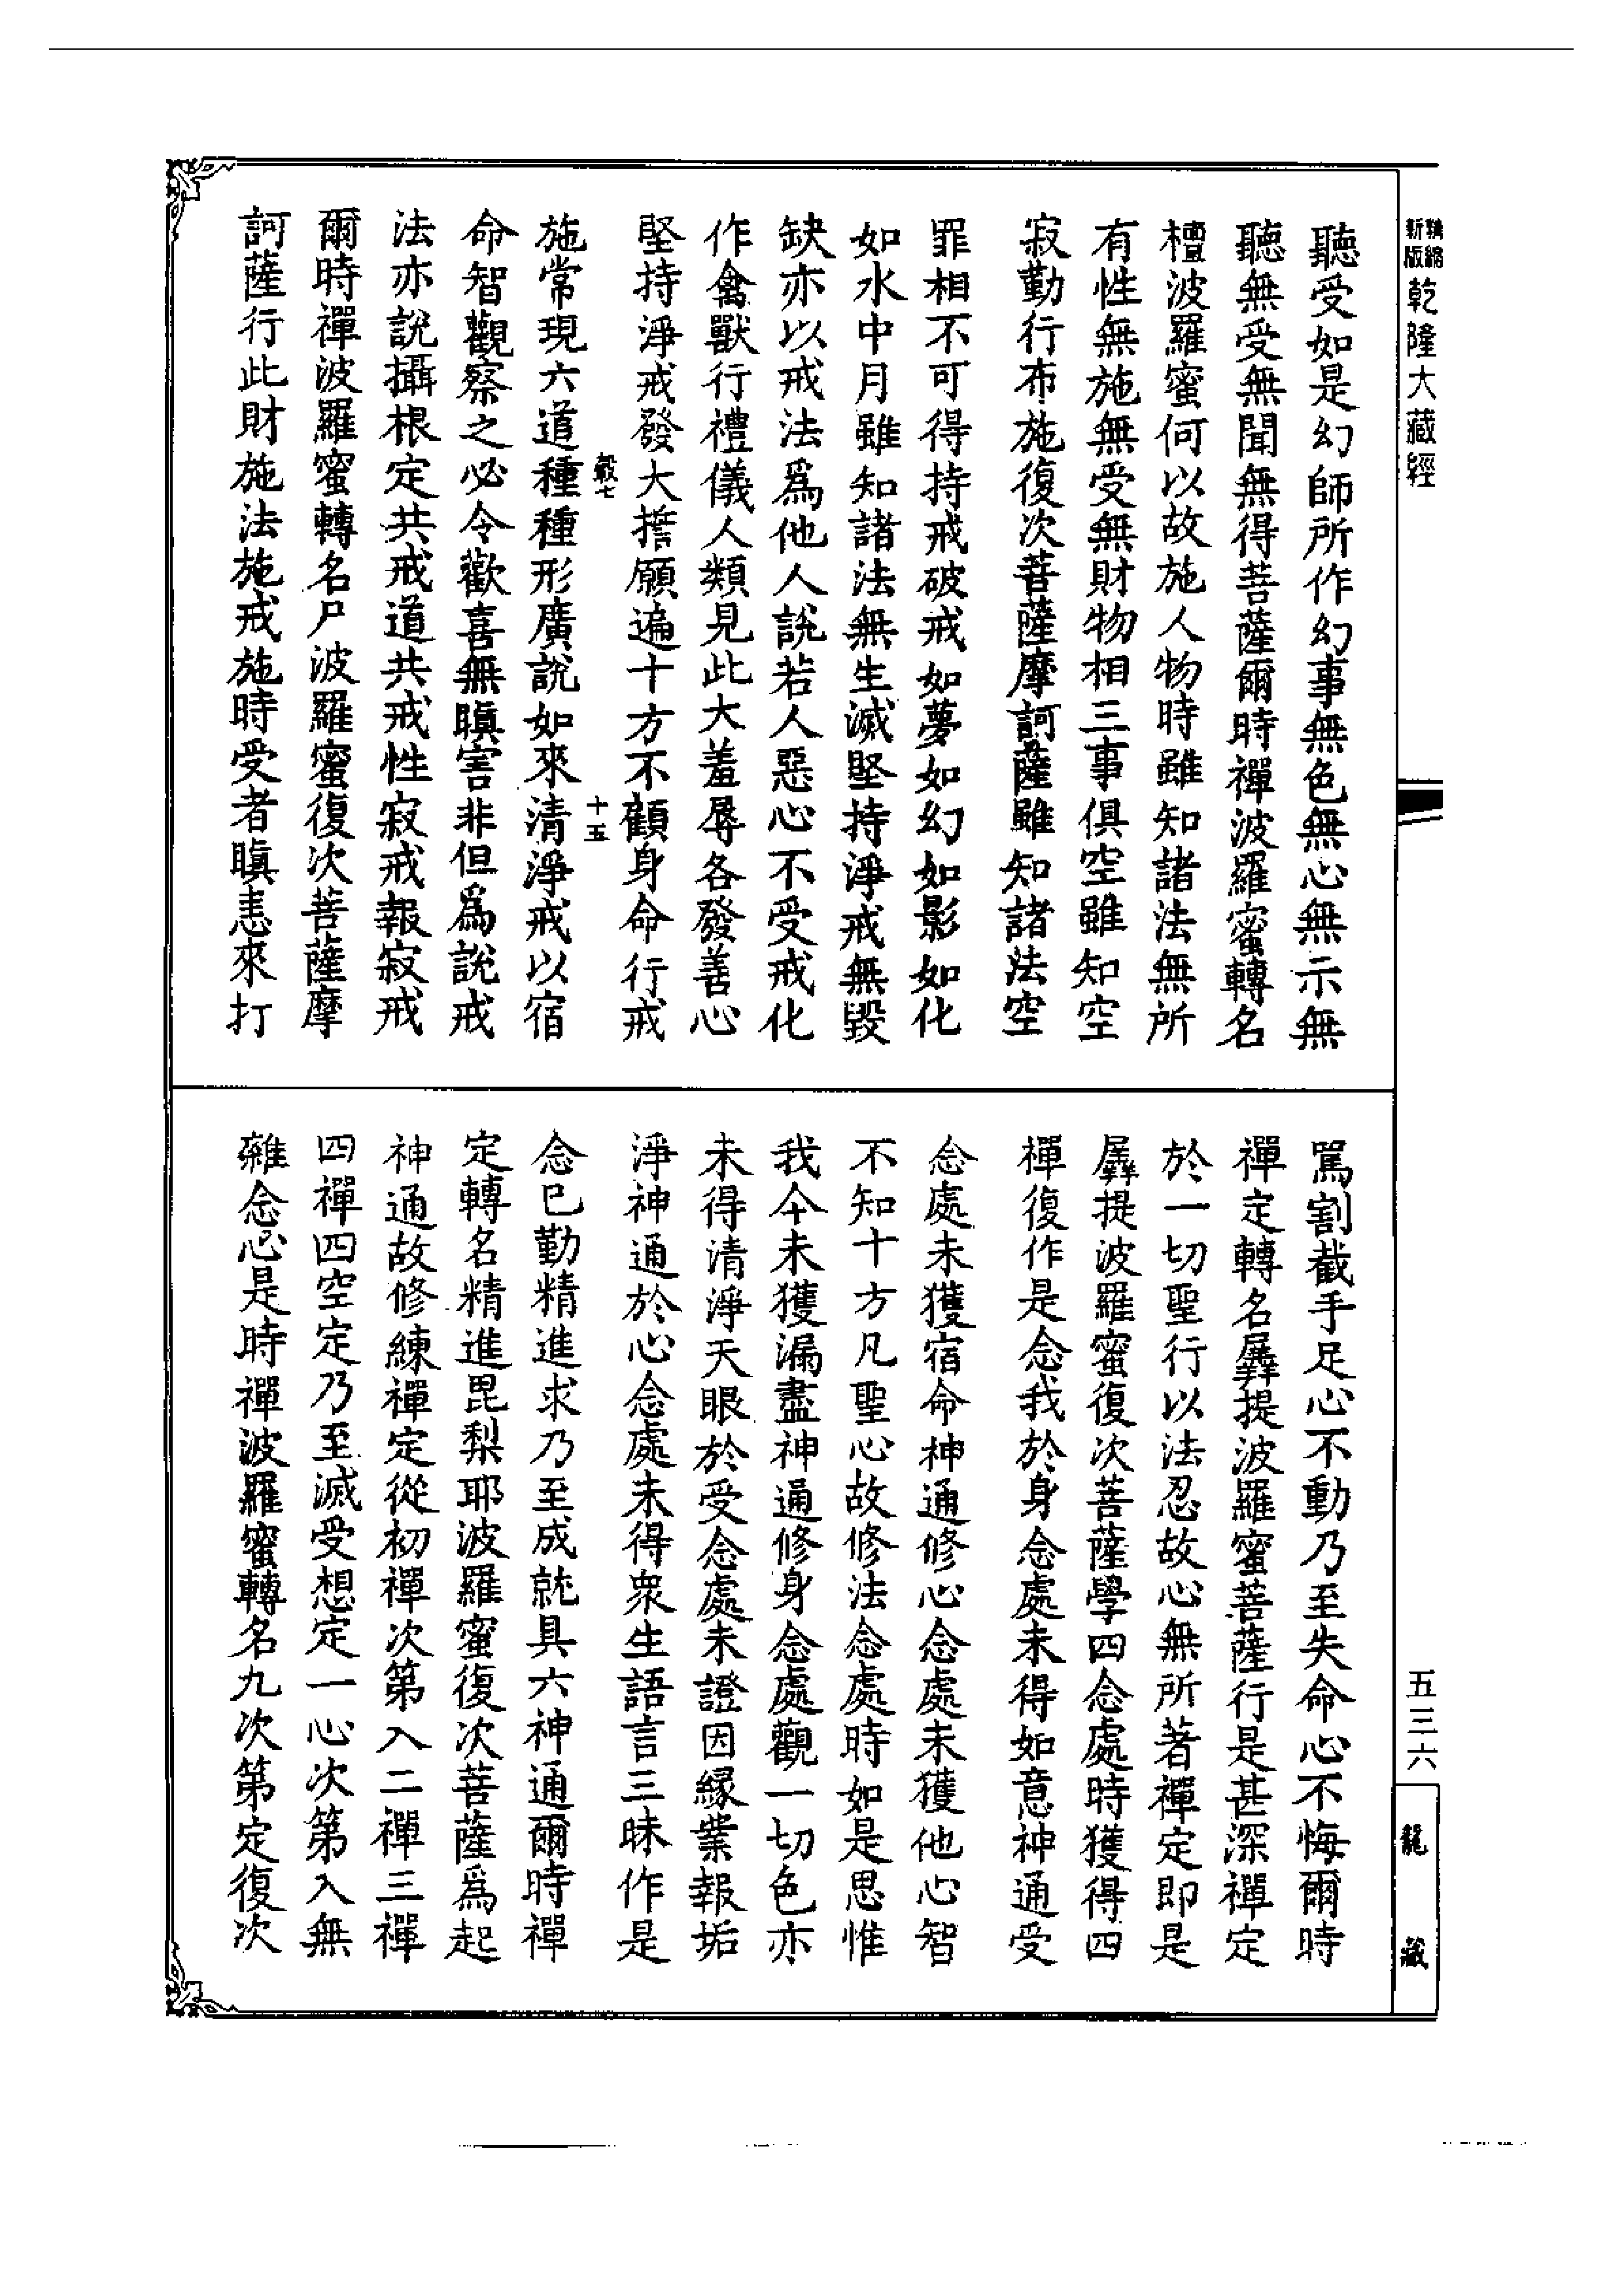 乾隆大藏經
五三六
龍藏
聽受如是幻師所作幻事無色無心無示無
聽無受無聞無得菩薩爾時禪波羅蜜轉名
檀波羅蜜何以故施人物時雖知諸法無所
有性無施無受無財物相三事俱空雖知空
寂勤行布施復次菩薩摩訶薩雖知諸法空
罪相不可得持戒破戒如夢如幻如影如化
如水中月雖知諸法無生滅堅持淨戒無毀
缺亦以戒法爲他人說若人惡心不受戒化
作禽獸行禮儀人類見此大羞辱各發善心
堅持淨戒發大誓願遍十方不顧身命行戒
十五
施常現六道種種形廣說如來清淨戒以宿
命智觀察之必令歡喜無瞋害非但爲說戒
法亦說攝根定共戒道共戒性寂戒報寂戒
爾時禪波羅蜜轉名尸波羅蜜復次菩薩摩
訶薩行此財施法施戒施時受者瞋恚來打
罵割截手足心不動乃至失命心不悔爾時
禪定轉名羼提波羅蜜菩薩行是甚深禪定
於一切聖行以法忍故心無所著禪定即是
羼提波羅蜜復次菩薩學四念處時獲得四
禪復作是念我於身念處未得如意神通受
念處未獲宿命神通修心念處未獲他心智
不知十方凡聖心故修法念處時如是思惟
我今未獲漏盡神通修身念處觀一切色亦
未得清淨天眼於受念處未證因緣業報垢
淨神通於心念處未得衆生語言三昧作是
念已勤精進求乃至成就具六神通爾時禪
定轉名精進毘梨耶波羅蜜復次菩薩爲起
神通故修練禪定從初禪次第入二禪三禪
四禪四空定乃至滅受想定一心次第入無
雜念心是時禪波羅蜜轉名九次第定復次